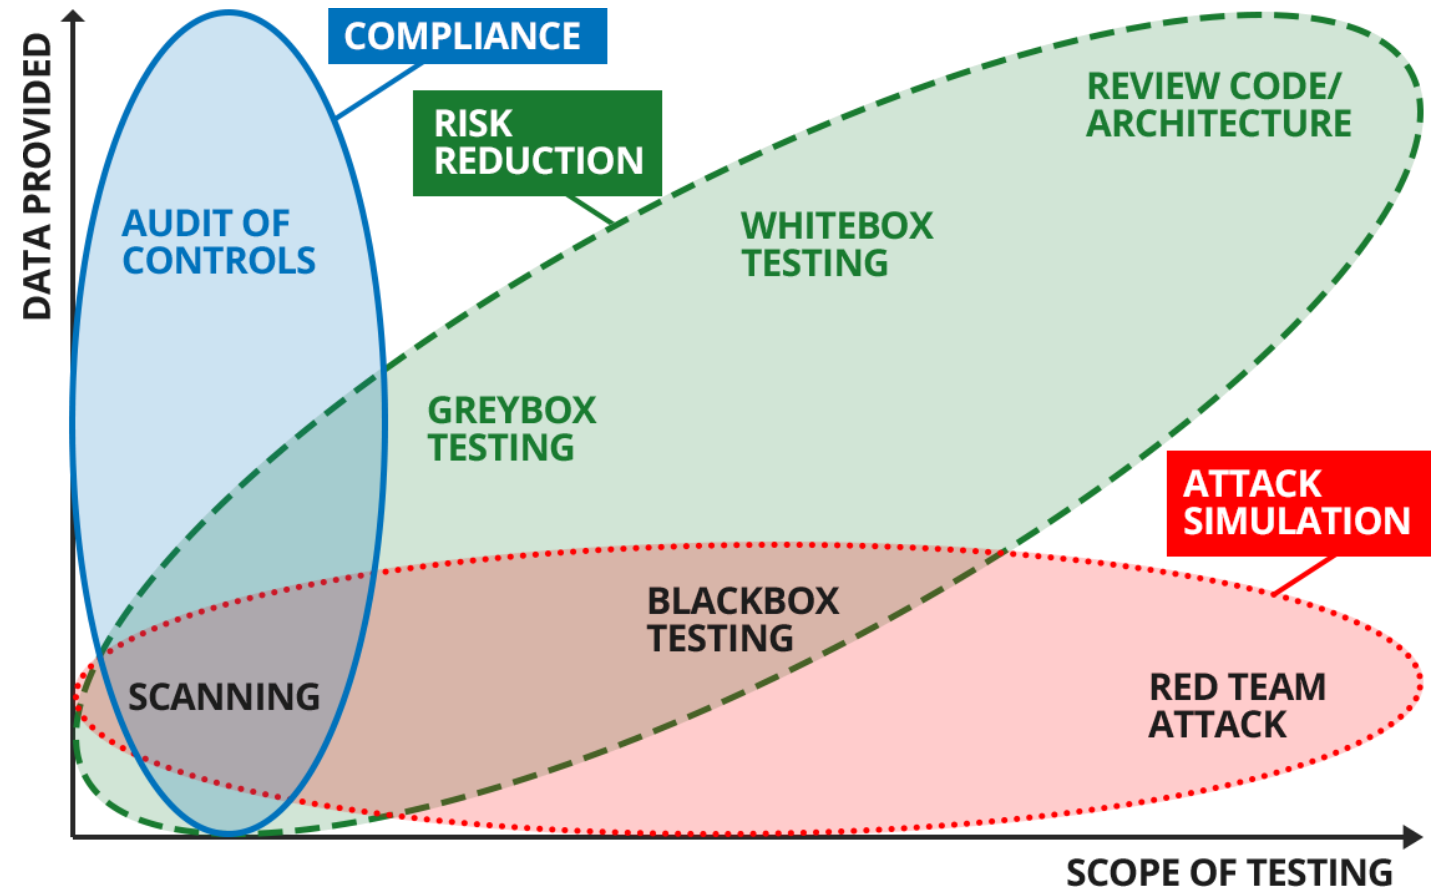 DATA PROVIDED
COMPLIANCE
RISK
REDUCTION
REVIEW CODE/
ARCHITECTURE
AUDIT OF
CONTROLS
WHITEBOX
TESTING
GREYBOX
TESTING
ATTACK
SIMULATION
BLACKBOX
TESTING
SCANNING
RED TEAM
ATTACK
SCOPE OF TESTING